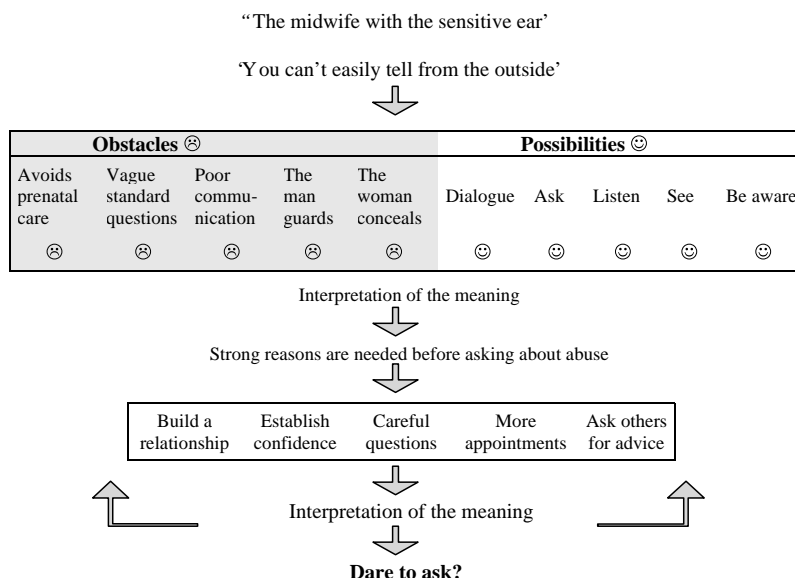 “The midwife with the sensitive ear’
‘You can’t easily tell from the outside’
Obstacles ☹ Possibilities ☺
Avoids prenatal care
Vague standard questions
Poor commu- nication
The man guards
The woman conceals
Dialogue
Ask
Listen
See
Be aware
☹ ☹ ☹ ☹ ☹ ☺ ☺ ☺ ☺ ☺
Interpretation of the meaning
Strong reasons are needed before asking about abuse
Build a relationship
Establish confidence
Careful questions
More appointments
Ask others for advice
Interpretation of the meaning
Dare to ask?